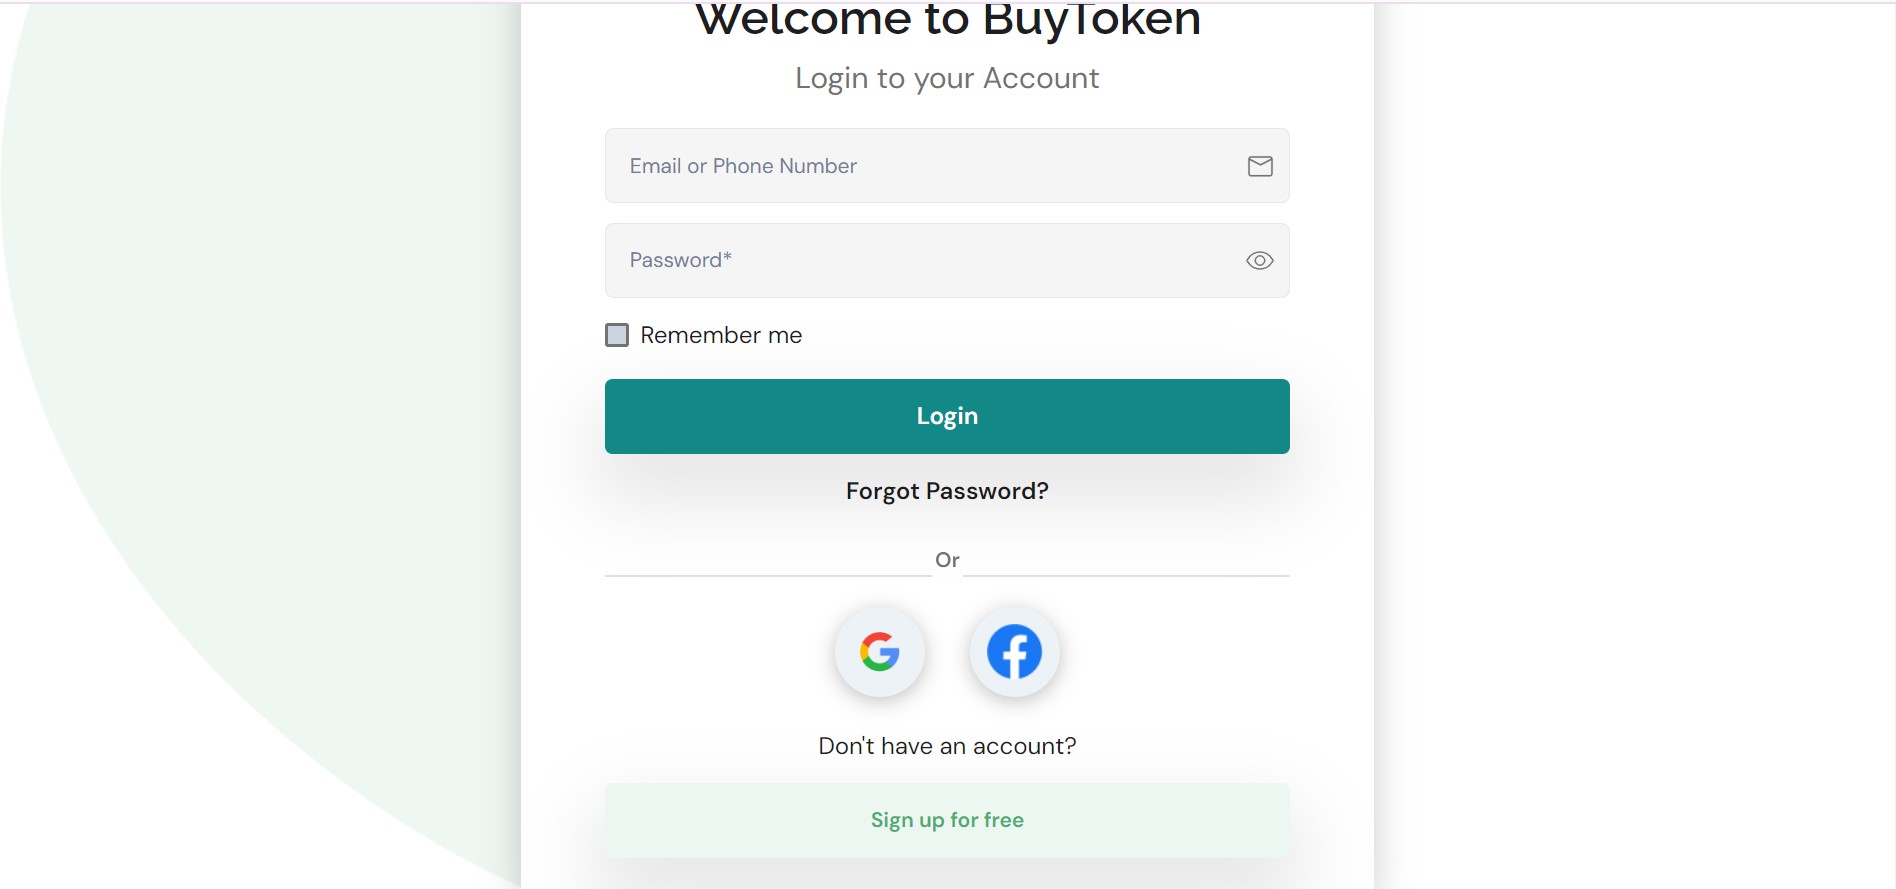 Welcome to BuyToken
Login to your Account
Email or Phone Number
Password*
Remember me
Login
Forgot Password?
Or
Don't have an account?
Sign up for free